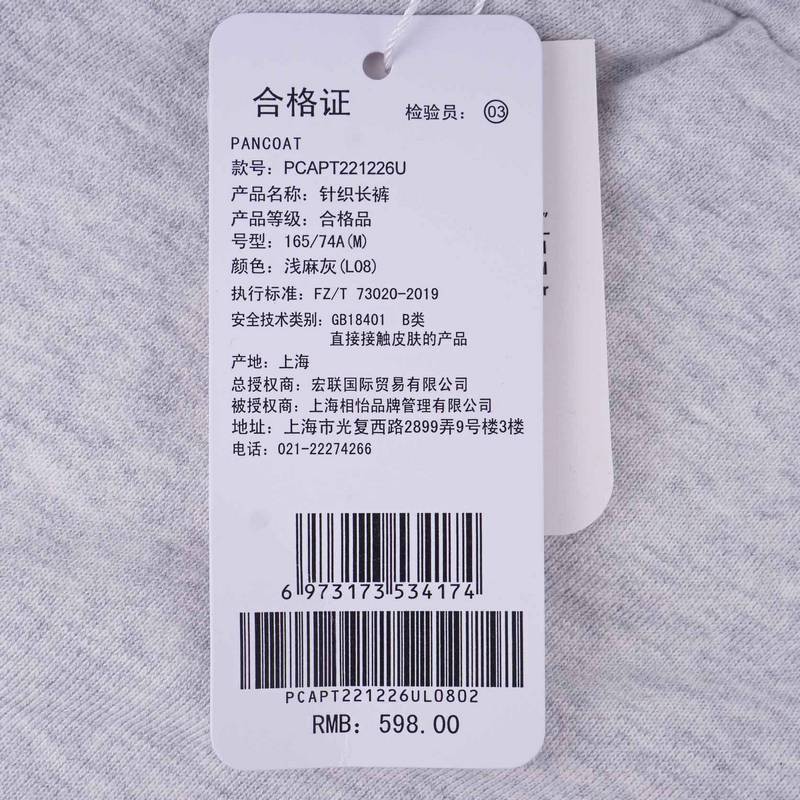 合格证
检验员： 03
PANCOAT
款号：PCAPT221226U
产品名称：针织长裤
产品等级：合格品
号型：165/74A(M)
颜色：浅麻灰(L08)
执行标准：FZ/T 73020-2019
安全技术类别：GB18401 B类
直接接触皮肤的产品
产地：上海
总授权商：宏联国际贸易有限公司
被授权商：上海相怡品牌管理有限公司
地址：上海市光复西路2899弄9号楼3楼
电话：021-22274266
6 973173 534174
PCAPT221226UL0802
RMB：598.00